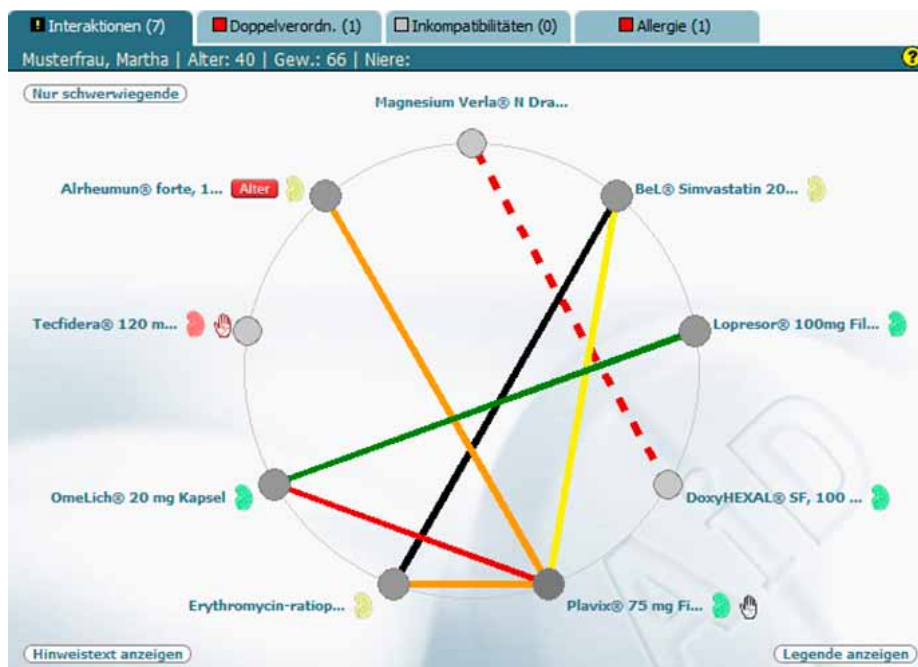 Interaktionen (7) Doppelverordn. (1) Inkompatibilitäten (0) Allergie (1)
Musterfrau, Martha | Alter: 40 | Gew.: 66 | Niere: ?
Nur schwerwiegende
Magnesium Verla® N Dra...
Alrheumun® forte, 1... Alter
BeL® Simvastatin 20...
Tecfidera® 120 m...
Lopresor® 100mg Fil...
OmeLich® 20 mg Kapsel
DoxyHEXAL® SF, 100 ...
Erythromycin-ratiop...
Plavix® 75 mg Fi...
AiD
Hinweistext anzeigen
Legende anzeigen